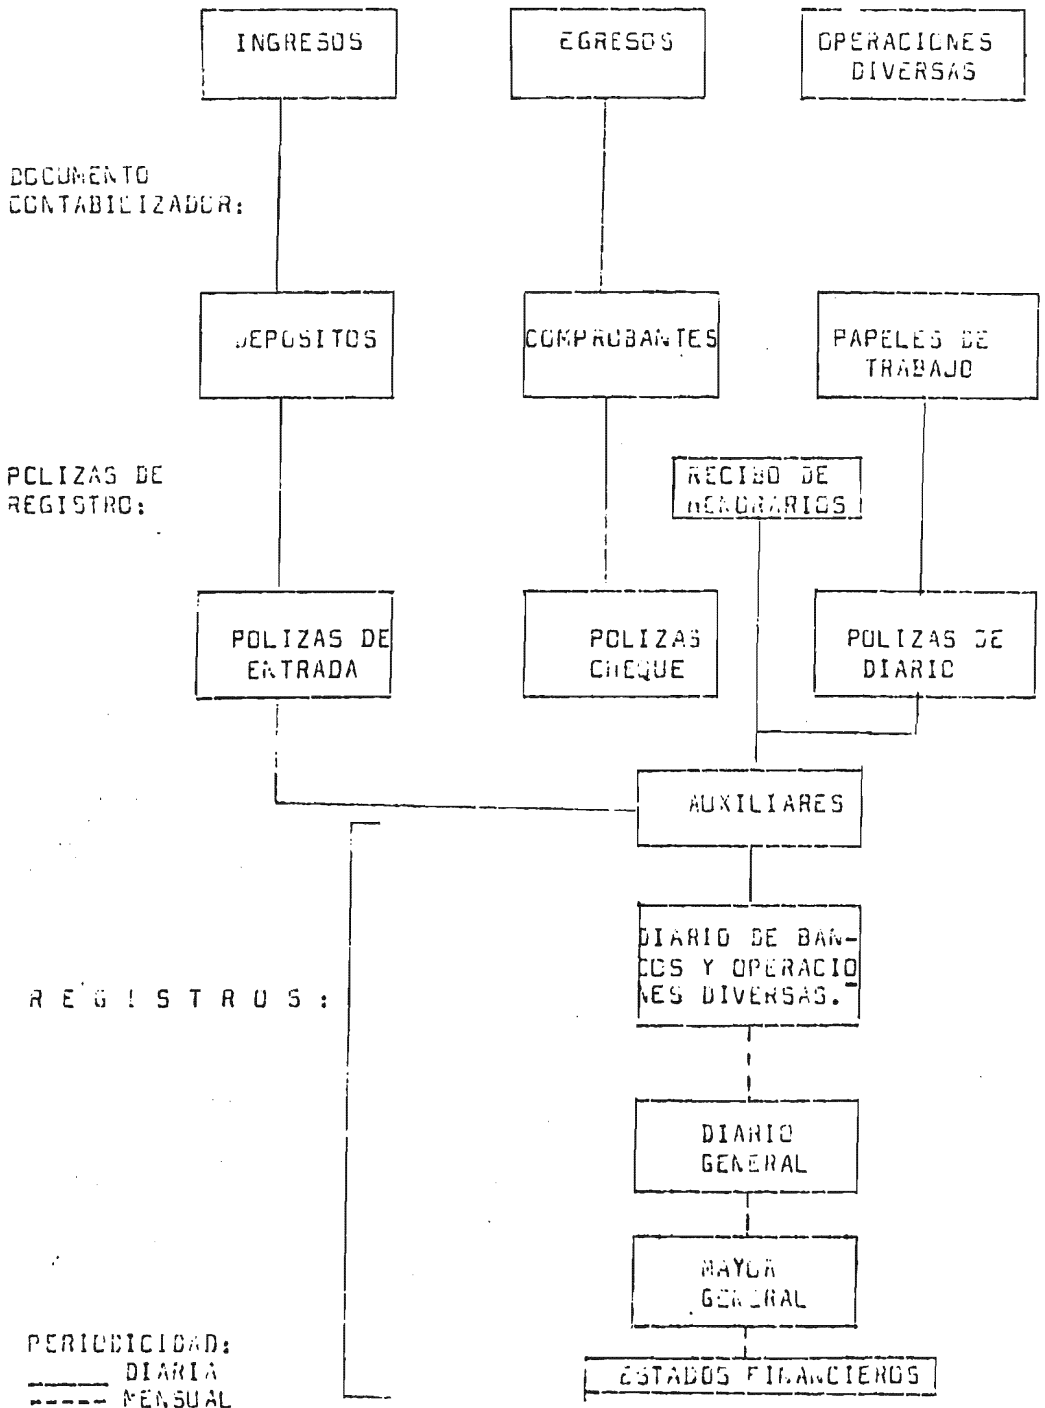 INGRESOS
EGRESOS
OPERACIONES
DIVERSAS
DOCUMENTO
CONTABILIZADOR:
DEPOSITOS
COMPROBANTES
PAPELES DE
TRABAJO
POLIZAS DE
REGISTRO:
RECIBO DE
HONORARIOS
POLIZAS DE
ENTRADA
POLIZAS
CHEQUE
POLIZAS DE
DIARIO
AUXILIARES
DIARIO DE BAN-
COS Y OPERACIO
NES DIVERSAS.
REGISTROS:
DIARIO
GENERAL
MAYOR
GENERAL
PERIODICIDAD:
DIARIA
MENSUAL
ESTADOS FINANCIEROS